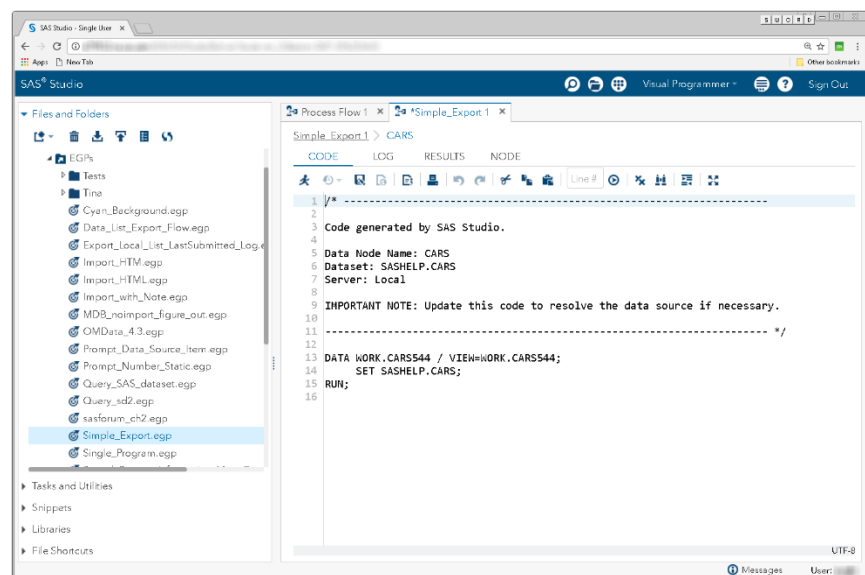 SAS Studio - Single User
Apps New Tab
Other bookmarks
SAS® Studio
Visual Programmer
Sign Out
Files and Folders
EGPs
Tests
Tina
Cyan_Background.egp
Data_List_Export_Flow.egp
Export_Local_List_LastSubmitted_Log.e
Import_HTM.egp
Import_HTML.egp
Import_with_Note.egp
MDB_noimport_figure_out.egp
OMData_4.3.egp
Prompt_Data_Source_Item.egp
Prompt_Number_Static.egp
Query_SAS_dataset.egp
Query_sd2.egp
sasforum_ch2.egp
Simple_Export.egp
Single_Program.egp
Tasks and Utilities
Snippets
Libraries
File Shortcuts
Process Flow 1 *Simple_Export 1
Simple_Export 1 > CARS
CODE LOG RESULTS NODE
Line #
1 /* -------------------------------------------------------------------
2
3 Code generated by SAS Studio.
4
5 Data Node Name: CARS
6 Dataset: SASHELP.CARS
7 Server: Local
8
9 IMPORTANT NOTE: Update this code to resolve the data source if necessary.
10
11 ---------------------------------------------------------------------- */
12
13 DATA WORK.CARS544 / VIEW=WORK.CARS544;
14 SET SASHELP.CARS;
15 RUN;
16
UTF-8
Messages User: